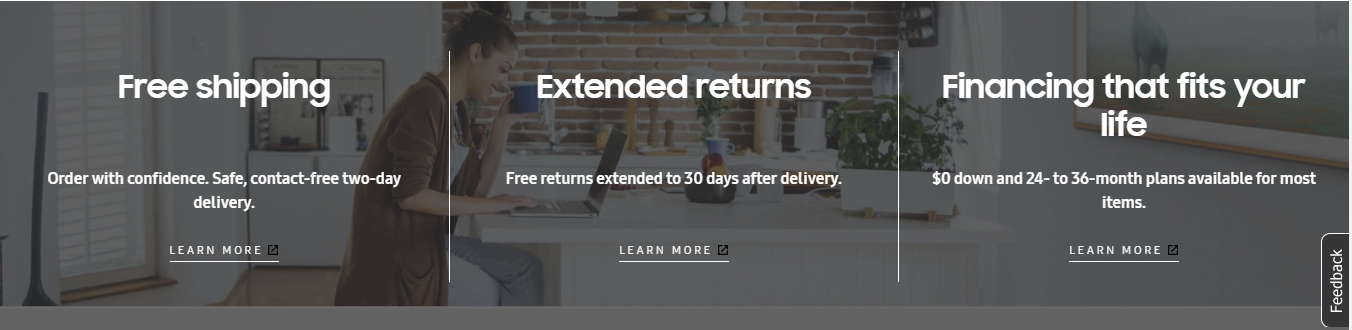 Free shipping
Order with confidence. Safe, contact-free two-day
delivery.
LEARN MORE
Extended returns
Free returns extended to 30 days after delivery.
LEARN MORE
Financing that fits your
life
$0 down and 24- to 36-month plans available for most
items.
LEARN MORE
Feedback